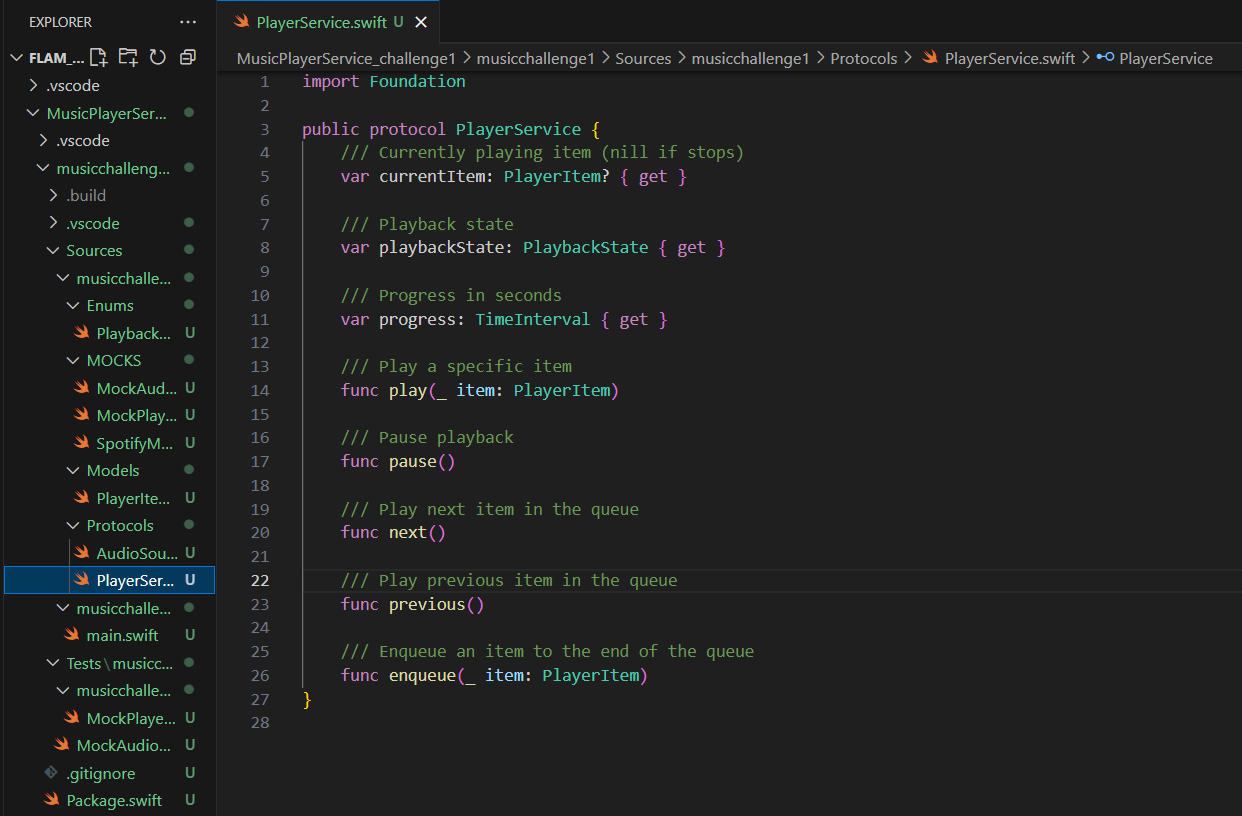 EXPLORER ···
FLAM_...
.vscode
MusicPlayerSer...
.vscode
musicchalleng...
.build
.vscode
Sources
musicchalle...
Enums
Playback... U
MOCKS
MockAud... U
MockPlay... U
SpotifyM... U
Models
PlayerIte... U
Protocols
AudioSou... U
PlayerSer... U
musicchalle...
main.swift U
Tests\musicc...
musicchalle...
MockPlaye... U
MockAudio... U
.gitignore U
Package.swift U
PlayerService.swift U
MusicPlayerService_challenge1 > musicchallenge1 > Sources > musicchallenge1 > Protocols > PlayerService.swift > PlayerService
1 import Foundation
2
3 public protocol PlayerService {
4 /// Currently playing item (nill if stops)
5 var currentItem: PlayerItem? { get }
6
7 /// Playback state
8 var playbackState: PlaybackState { get }
9
10 /// Progress in seconds
11 var progress: TimeInterval { get }
12
13 /// Play a specific item
14 func play(_ item: PlayerItem)
15
16 /// Pause playback
17 func pause()
18
19 /// Play next item in the queue
20 func next()
21
22 /// Play previous item in the queue
23 func previous()
24
25 /// Enqueue an item to the end of the queue
26 func enqueue(_ item: PlayerItem)
27 }
28